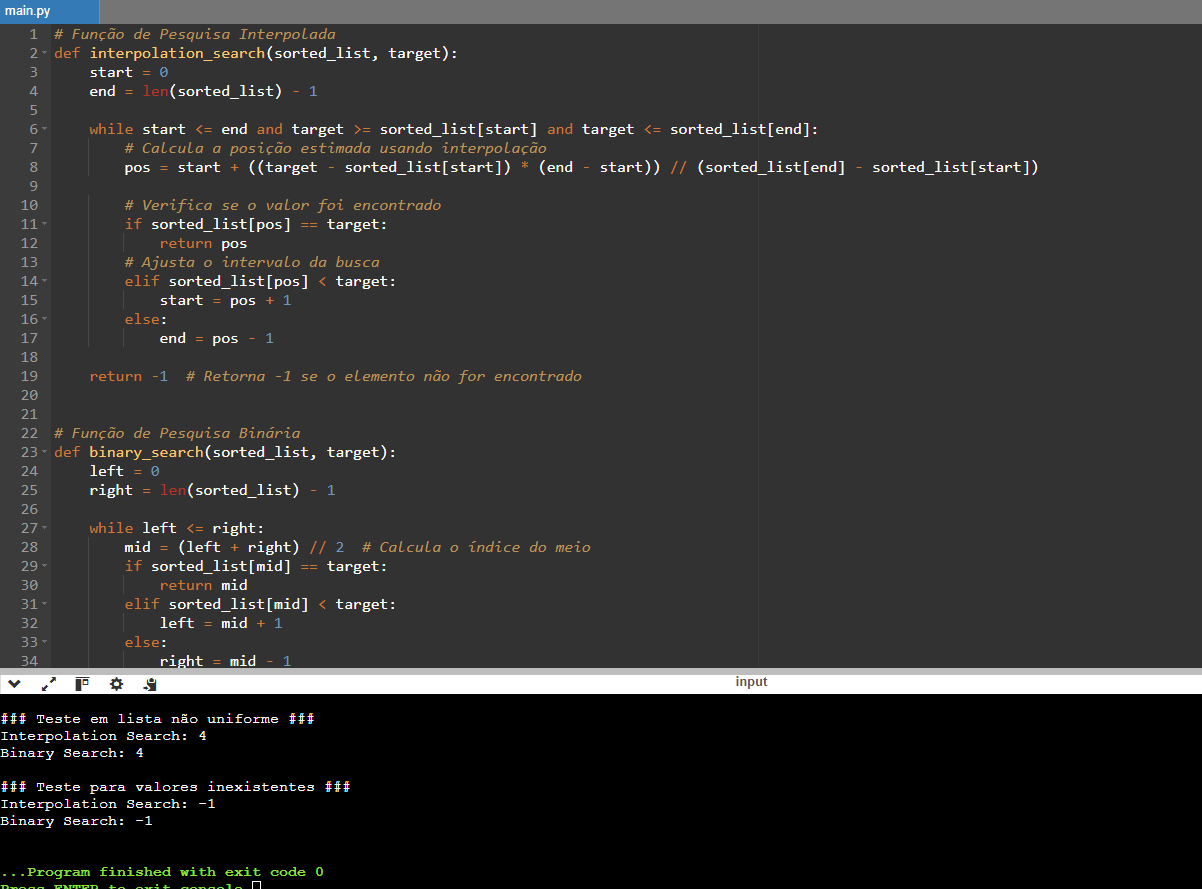 main.py
1 # Função de Pesquisa Interpolada
2 def interpolation_search(sorted_list, target):
3     start = 0
4     end = len(sorted_list) - 1
5
6     while start <= end and target >= sorted_list[start] and target <= sorted_list[end]:
7         # Calcula a posição estimada usando interpolação
8         pos = start + ((target - sorted_list[start]) * (end - start)) // (sorted_list[end] - sorted_list[start])
9
10         # Verifica se o valor foi encontrado
11         if sorted_list[pos] == target:
12             return pos
13         # Ajusta o intervalo da busca
14         elif sorted_list[pos] < target:
15             start = pos + 1
16         else:
17             end = pos - 1
18
19     return -1  # Retorna -1 se o elemento não for encontrado
20
21
22 # Função de Pesquisa Binária
23 def binary_search(sorted_list, target):
24     left = 0
25     right = len(sorted_list) - 1
26
27     while left <= right:
28         mid = (left + right) // 2  # Calcula o índice do meio
29         if sorted_list[mid] == target:
30             return mid
31         elif sorted_list[mid] < target:
32             left = mid + 1
33         else:
34             right = mid - 1
input
### Teste em lista não uniforme ###
Interpolation Search: 4
Binary Search: 4

### Teste para valores inexistentes ###
Interpolation Search: -1
Binary Search: -1

...Program finished with exit code 0
Press ENTER to exit console.